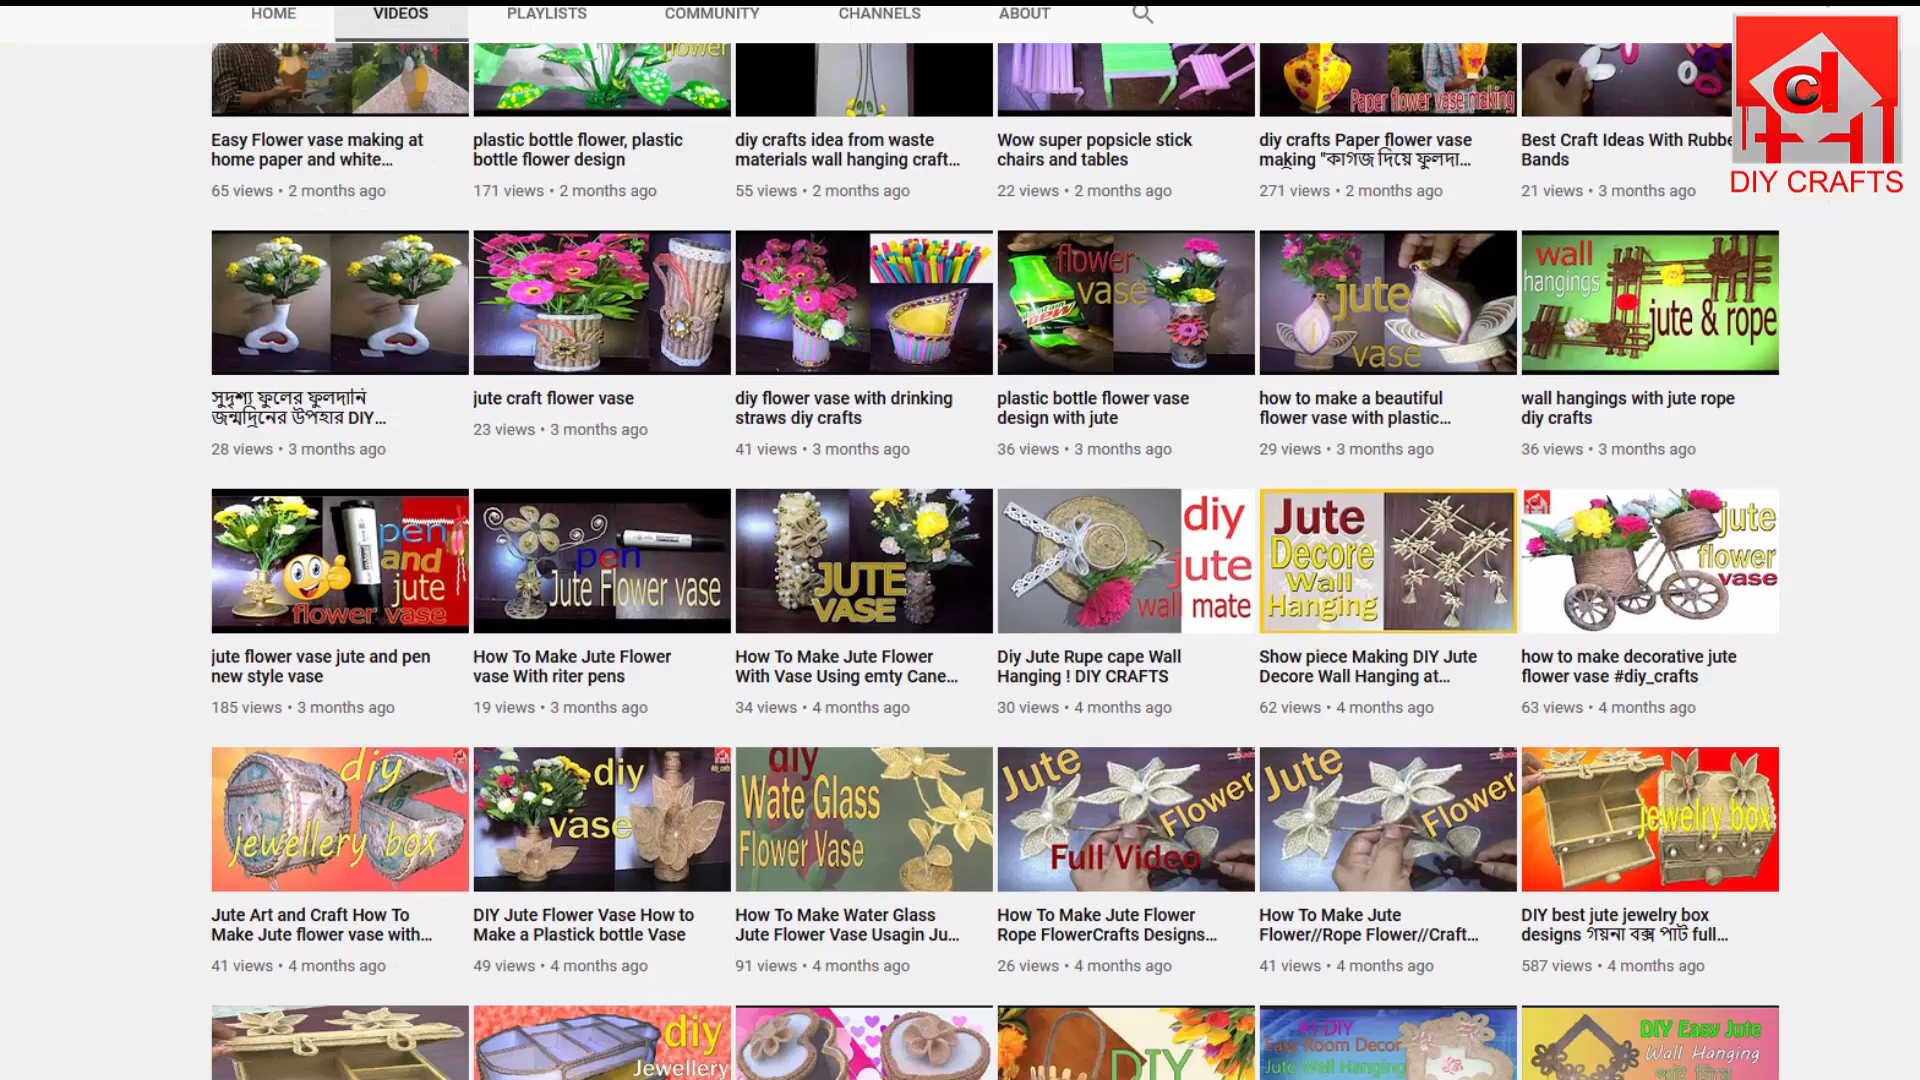 HOME VIDEOS PLAYLISTS COMMUNITY CHANNELS ABOUT
flower
Paper flower vase making
dc
DIY CRAFTS
Easy Flower vase making at
home paper and white...
65 views • 2 months ago
plastic bottle flower, plastic
bottle flower design
171 views • 2 months ago
diy crafts idea from waste
materials wall hanging craft...
55 views • 2 months ago
Wow super popsicle stick
chairs and tables
22 views • 2 months ago
diy crafts Paper flower vase
making "কাগজ দিয়ে ফুলদা...
271 views • 2 months ago
Best Craft Ideas With Rubbe
Bands
21 views • 3 months ago
flower
vase
DEW
jute
vase
wall
hangings
jute & rope
সুদৃশ্য ফুলের ফুলদানি
জন্মদিনের উপহার DIY...
28 views • 3 months ago
jute craft flower vase
23 views • 3 months ago
diy flower vase with drinking
straws diy crafts
41 views • 3 months ago
plastic bottle flower vase
design with jute
36 views • 3 months ago
how to make a beautiful
flower vase with plastic...
29 views • 3 months ago
wall hangings with jute rope
diy crafts
36 views • 3 months ago
pen
and
jute
flower vase
pen
Jute Flower vase
JUTE
VASE
diy
jute
wall mate
Jute
Decore
Wall
Hanging
jute
flower
vase
jute flower vase jute and pen
new style vase
185 views • 3 months ago
How To Make Jute Flower
vase With riter pens
19 views • 3 months ago
How To Make Jute Flower
With Vase Using emty Cane...
34 views • 4 months ago
Diy Jute Rupe cape Wall
Hanging ! DIY CRAFTS
30 views • 4 months ago
Show piece Making DIY Jute
Decore Wall Hanging at...
62 views • 4 months ago
how to make decorative jute
flower vase #diy_crafts
63 views • 4 months ago
diy
jewellery box
diy
vase
diy
Wate Glass
Flower Vase
Jute
Flower
Full Video
Jute
Flower
jewelry box
Jute Art and Craft How To
Make Jute flower vase with...
41 views • 4 months ago
DIY Jute Flower Vase How to
Make a Plastick bottle Vase
49 views • 4 months ago
How To Make Water Glass
Jute Flower Vase Usagin Ju...
91 views • 4 months ago
How To Make Jute Flower
Rope FlowerCrafts Designs...
26 views • 4 months ago
How To Make Jute
Flower//Rope Flower//Craft...
41 views • 4 months ago
DIY best jute jewelry box
designs গয়না বক্স পাট full...
587 views • 4 months ago
diy
Jewellery
DIY
#1 DIY
Easy Room Decor
Jute Wall Hanging
DIY Easy Jute
Wall Hanging
পাট দিয়ে